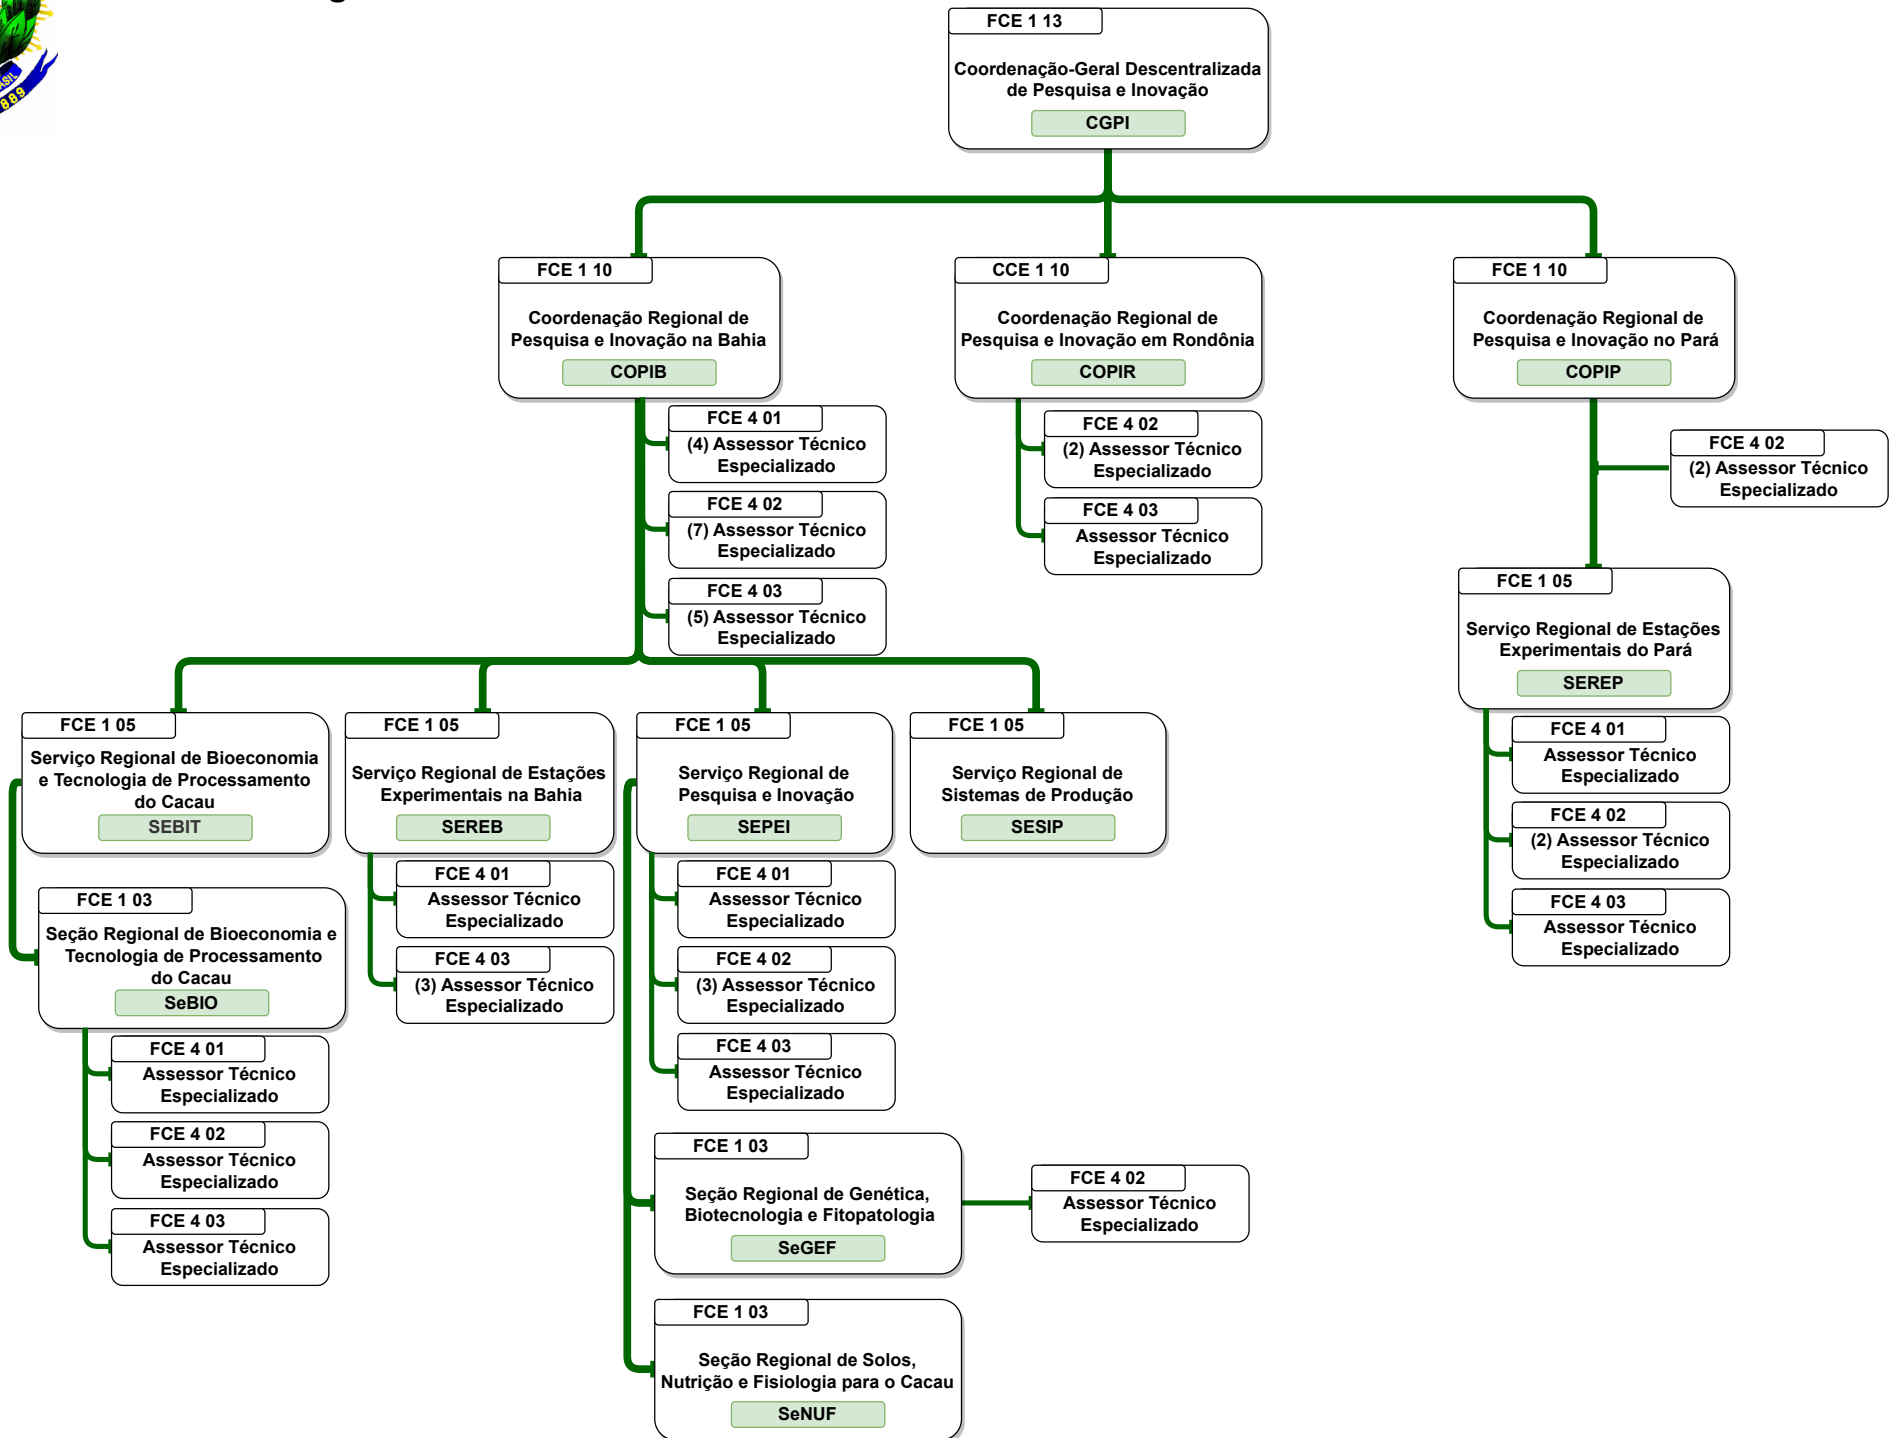 FCE 1 13
Coordenação-Geral Descentralizada
de Pesquisa e Inovação
CGPI
FCE 1 10
Coordenação Regional de
Pesquisa e Inovação na Bahia
COPIB
CCE 1 10
Coordenação Regional de
Pesquisa e Inovação em Rondônia
COPIR
FCE 1 10
Coordenação Regional de
Pesquisa e Inovação no Pará
COPIP
FCE 4 01
(4) Assessor Técnico
Especializado
FCE 4 02
(7) Assessor Técnico
Especializado
FCE 4 03
(5) Assessor Técnico
Especializado
FCE 4 02
(2) Assessor Técnico
Especializado
FCE 4 03
Assessor Técnico
Especializado
FCE 4 02
(2) Assessor Técnico
Especializado
FCE 1 05
Serviço Regional de Estações
Experimentais do Pará
SEREP
FCE 4 01
Assessor Técnico
Especializado
FCE 4 02
(2) Assessor Técnico
Especializado
FCE 4 03
Assessor Técnico
Especializado
FCE 1 05
Serviço Regional de Bioeconomia
e Tecnologia de Processamento
do Cacau
SEBIT
FCE 1 05
Serviço Regional de Estações
Experimentais na Bahia
SEREB
FCE 1 05
Serviço Regional de
Pesquisa e Inovação
SEPEI
FCE 1 05
Serviço Regional de
Sistemas de Produção
SESIP
FCE 1 03
Seção Regional de Bioeconomia e
Tecnologia de Processamento
do Cacau
SeBIO
FCE 4 01
Assessor Técnico
Especializado
FCE 4 02
Assessor Técnico
Especializado
FCE 4 03
Assessor Técnico
Especializado
FCE 4 01
Assessor Técnico
Especializado
FCE 4 03
(3) Assessor Técnico
Especializado
FCE 4 01
Assessor Técnico
Especializado
FCE 4 02
(3) Assessor Técnico
Especializado
FCE 4 03
Assessor Técnico
Especializado
FCE 1 03
Seção Regional de Genética,
Biotecnologia e Fitopatologia
SeGEF
FCE 4 02
Assessor Técnico
Especializado
FCE 1 03
Seção Regional de Solos,
Nutrição e Fisiologia para o Cacau
SeNUF